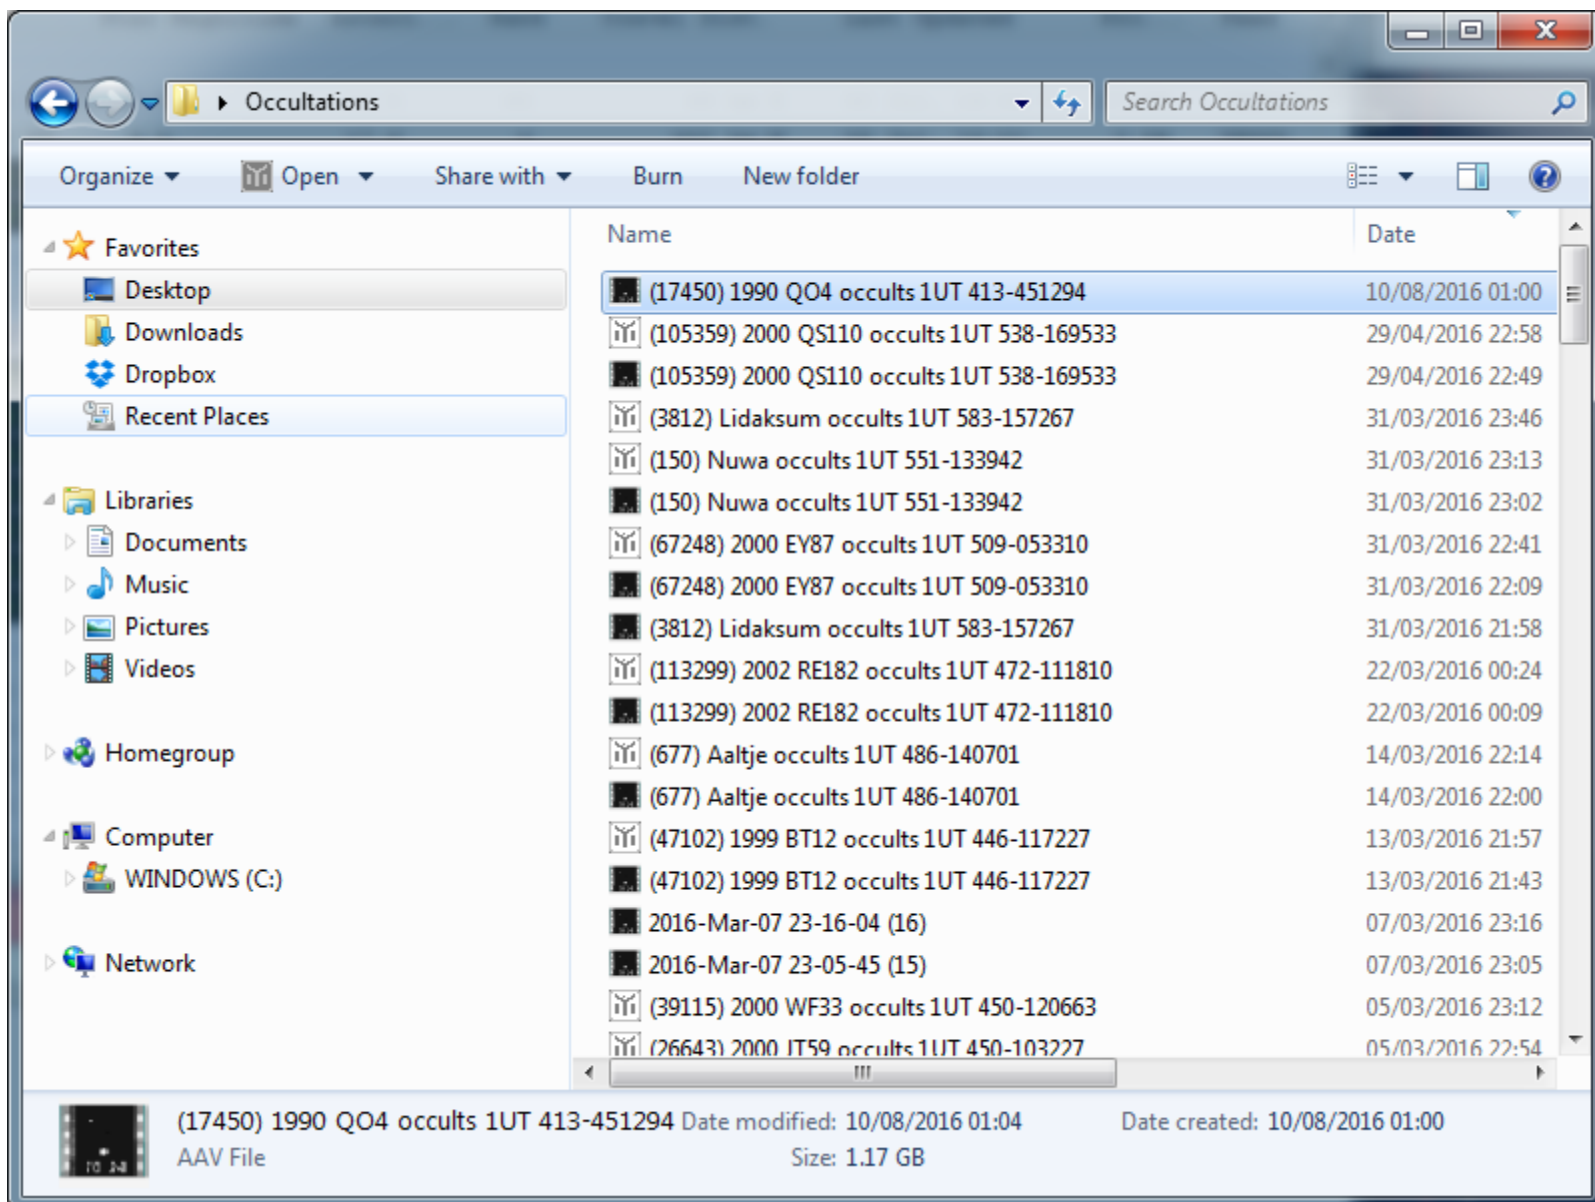 Occultations
Search Occultations
Organize Open Share with Burn New folder
Favorites
Desktop
Downloads
Dropbox
Recent Places
Libraries
Documents
Music
Pictures
Videos
Homegroup
Computer
WINDOWS (C:)
Network
Name Date
(17450) 1990 QO4 occults 1UT 413-451294 10/08/2016 01:00
(105359) 2000 QS110 occults 1UT 538-169533 29/04/2016 22:58
(105359) 2000 QS110 occults 1UT 538-169533 29/04/2016 22:49
(3812) Lidaksum occults 1UT 583-157267 31/03/2016 23:46
(150) Nuwa occults 1UT 551-133942 31/03/2016 23:13
(150) Nuwa occults 1UT 551-133942 31/03/2016 23:02
(67248) 2000 EY87 occults 1UT 509-053310 31/03/2016 22:41
(67248) 2000 EY87 occults 1UT 509-053310 31/03/2016 22:09
(3812) Lidaksum occults 1UT 583-157267 31/03/2016 21:58
(113299) 2002 RE182 occults 1UT 472-111810 22/03/2016 00:24
(113299) 2002 RE182 occults 1UT 472-111810 22/03/2016 00:09
(677) Aaltje occults 1UT 486-140701 14/03/2016 22:14
(677) Aaltje occults 1UT 486-140701 14/03/2016 22:00
(47102) 1999 BT12 occults 1UT 446-117227 13/03/2016 21:57
(47102) 1999 BT12 occults 1UT 446-117227 13/03/2016 21:43
2016-Mar-07 23-16-04 (16) 07/03/2016 23:16
2016-Mar-07 23-05-45 (15) 07/03/2016 23:05
(39115) 2000 WF33 occults 1UT 450-120663 05/03/2016 23:12
(26643) 2000 JT59 occults 1UT 450-103227 05/03/2016 22:54
(17450) 1990 QO4 occults 1UT 413-451294 Date modified: 10/08/2016 01:04 Date created: 10/08/2016 01:00
AAV File Size: 1.17 GB